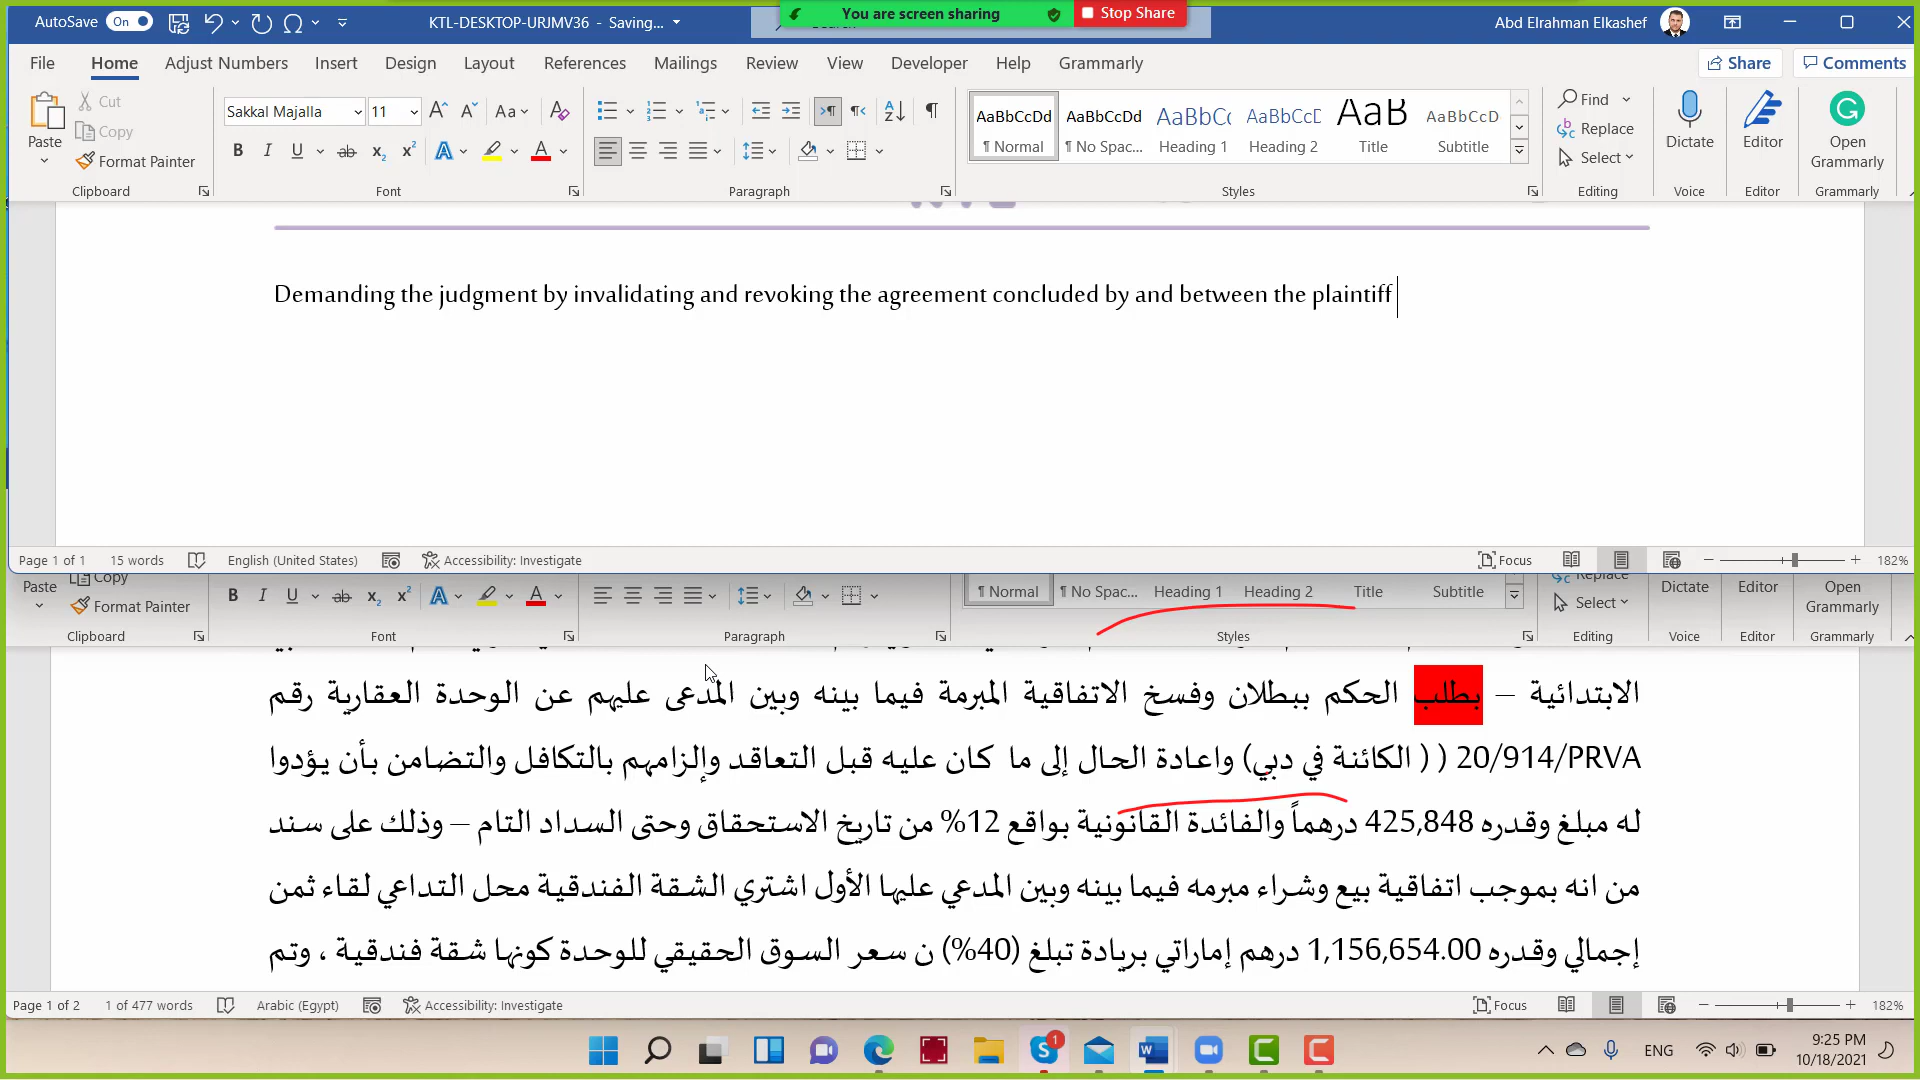 AutoSave On KTL-DESKTOP-URJMV36 - Saving... You are screen sharing Stop Share Abd Elrahman Elkashef
File Home Adjust Numbers Insert Design Layout References Mailings Review View Developer Help Grammarly Share Comments
Paste Cut Copy Format Painter
Sakkal Majalla 11
AaBbCcDd AaBbCcDd AaBbCc AaBbCcD AaB AaBbCcD
¶ Normal ¶ No Spac... Heading 1 Heading 2 Title Subtitle
Find Replace Select
Dictate Editor Open Grammarly
Clipboard Font Paragraph Styles Editing Voice Editor Grammarly
Demanding the judgment by invalidating and revoking the agreement concluded by and between the plaintiff
Page 1 of 1 15 words English (United States) Accessibility: Investigate Focus 182%
Paste Copy Format Painter
¶ Normal ¶ No Spac... Heading 1 Heading 2 Title Subtitle
Replace Select
Dictate Editor Open Grammarly
Clipboard Font Paragraph Styles Editing Voice Editor Grammarly
الابتدائية – بطلب الحكم ببطلان وفسخ الاتفاقية المبرمة فيما بينه وبين المدعى عليهم عن الوحدة العقارية رقم
20/914/PRVA ( ( الكائنة في دبي) واعادة الحال إلى ما كان عليه قبل التعاقد وإلزامهم بالتكافل والتضامن بأن يؤدوا
له مبلغ وقدره 425,848 درهماً والفائدة القانونية بواقع 12% من تاريخ الاستحقاق وحتى السداد التام – وذلك على سند
من انه بموجب اتفاقية بيع وشراء مبرمه فيما بينه وبين المدعي عليها الأول اشتري الشقة الفندقية محل التداعي لقاء ثمن
إجمالي وقدره 1,156,654.00 درهم إماراتي بريادة تبلغ (40%) ن سعر السوق الحقيقي للوحدة كونها شقة فندقية ، وتم
Page 1 of 2 1 of 477 words Arabic (Egypt) Accessibility: Investigate Focus 182%
1 ENG 9:25 PM
10/18/2021